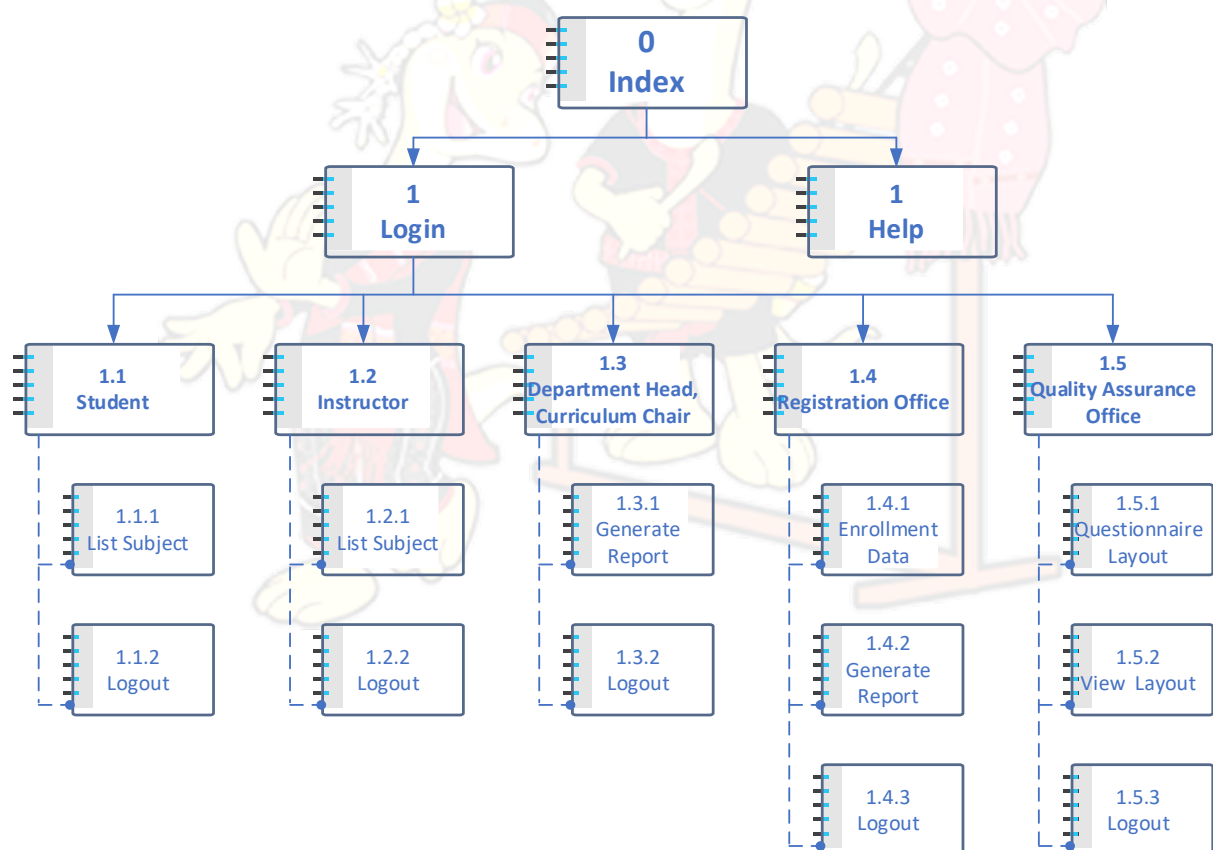 0
Index
1
Login
1
Help
1.1
Student
1.2
Instructor
1.3
Department Head,
Curriculum Chair
1.4
Registration Office
1.5
Quality Assurance
Office
1.1.1
List Subject
1.2.1
List Subject
1.3.1
Generate
Report
1.4.1
Enrollment
Data
1.5.1
Questionnaire
Layout
1.1.2
Logout
1.2.2
Logout
1.3.2
Logout
1.4.2
Generate
Report
1.5.2
View Layout
1.4.3
Logout
1.5.3
Logout